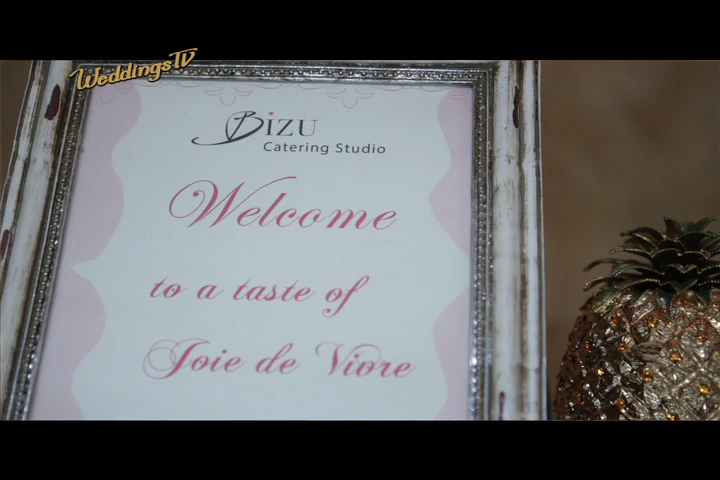 WeddingsTV
BIZU
Catering Studio
Welcome
to a taste of
Joie de Vivre